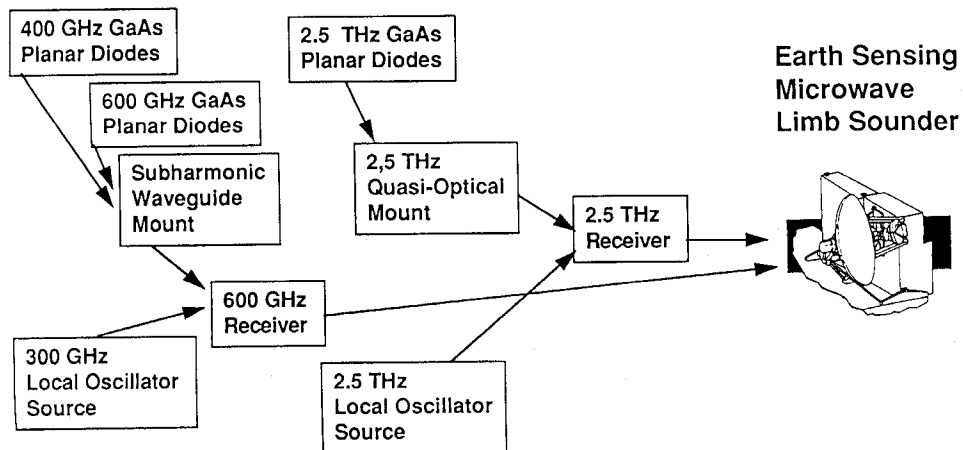 400 GHz GaAs
Planar Diodes
600 GHz GaAs
Planar Diodes
Subharmonic
Waveguide
Mount
2.5 THz GaAs
Planar Diodes
2,5 THz
Quasi-Optical
Mount
2.5 THz
Receiver
600 GHz
Receiver
300 GHz
Local Oscillator
Source
2.5 THz
Local Oscillator
Source
Earth Sensing
Microwave
Limb Sounder